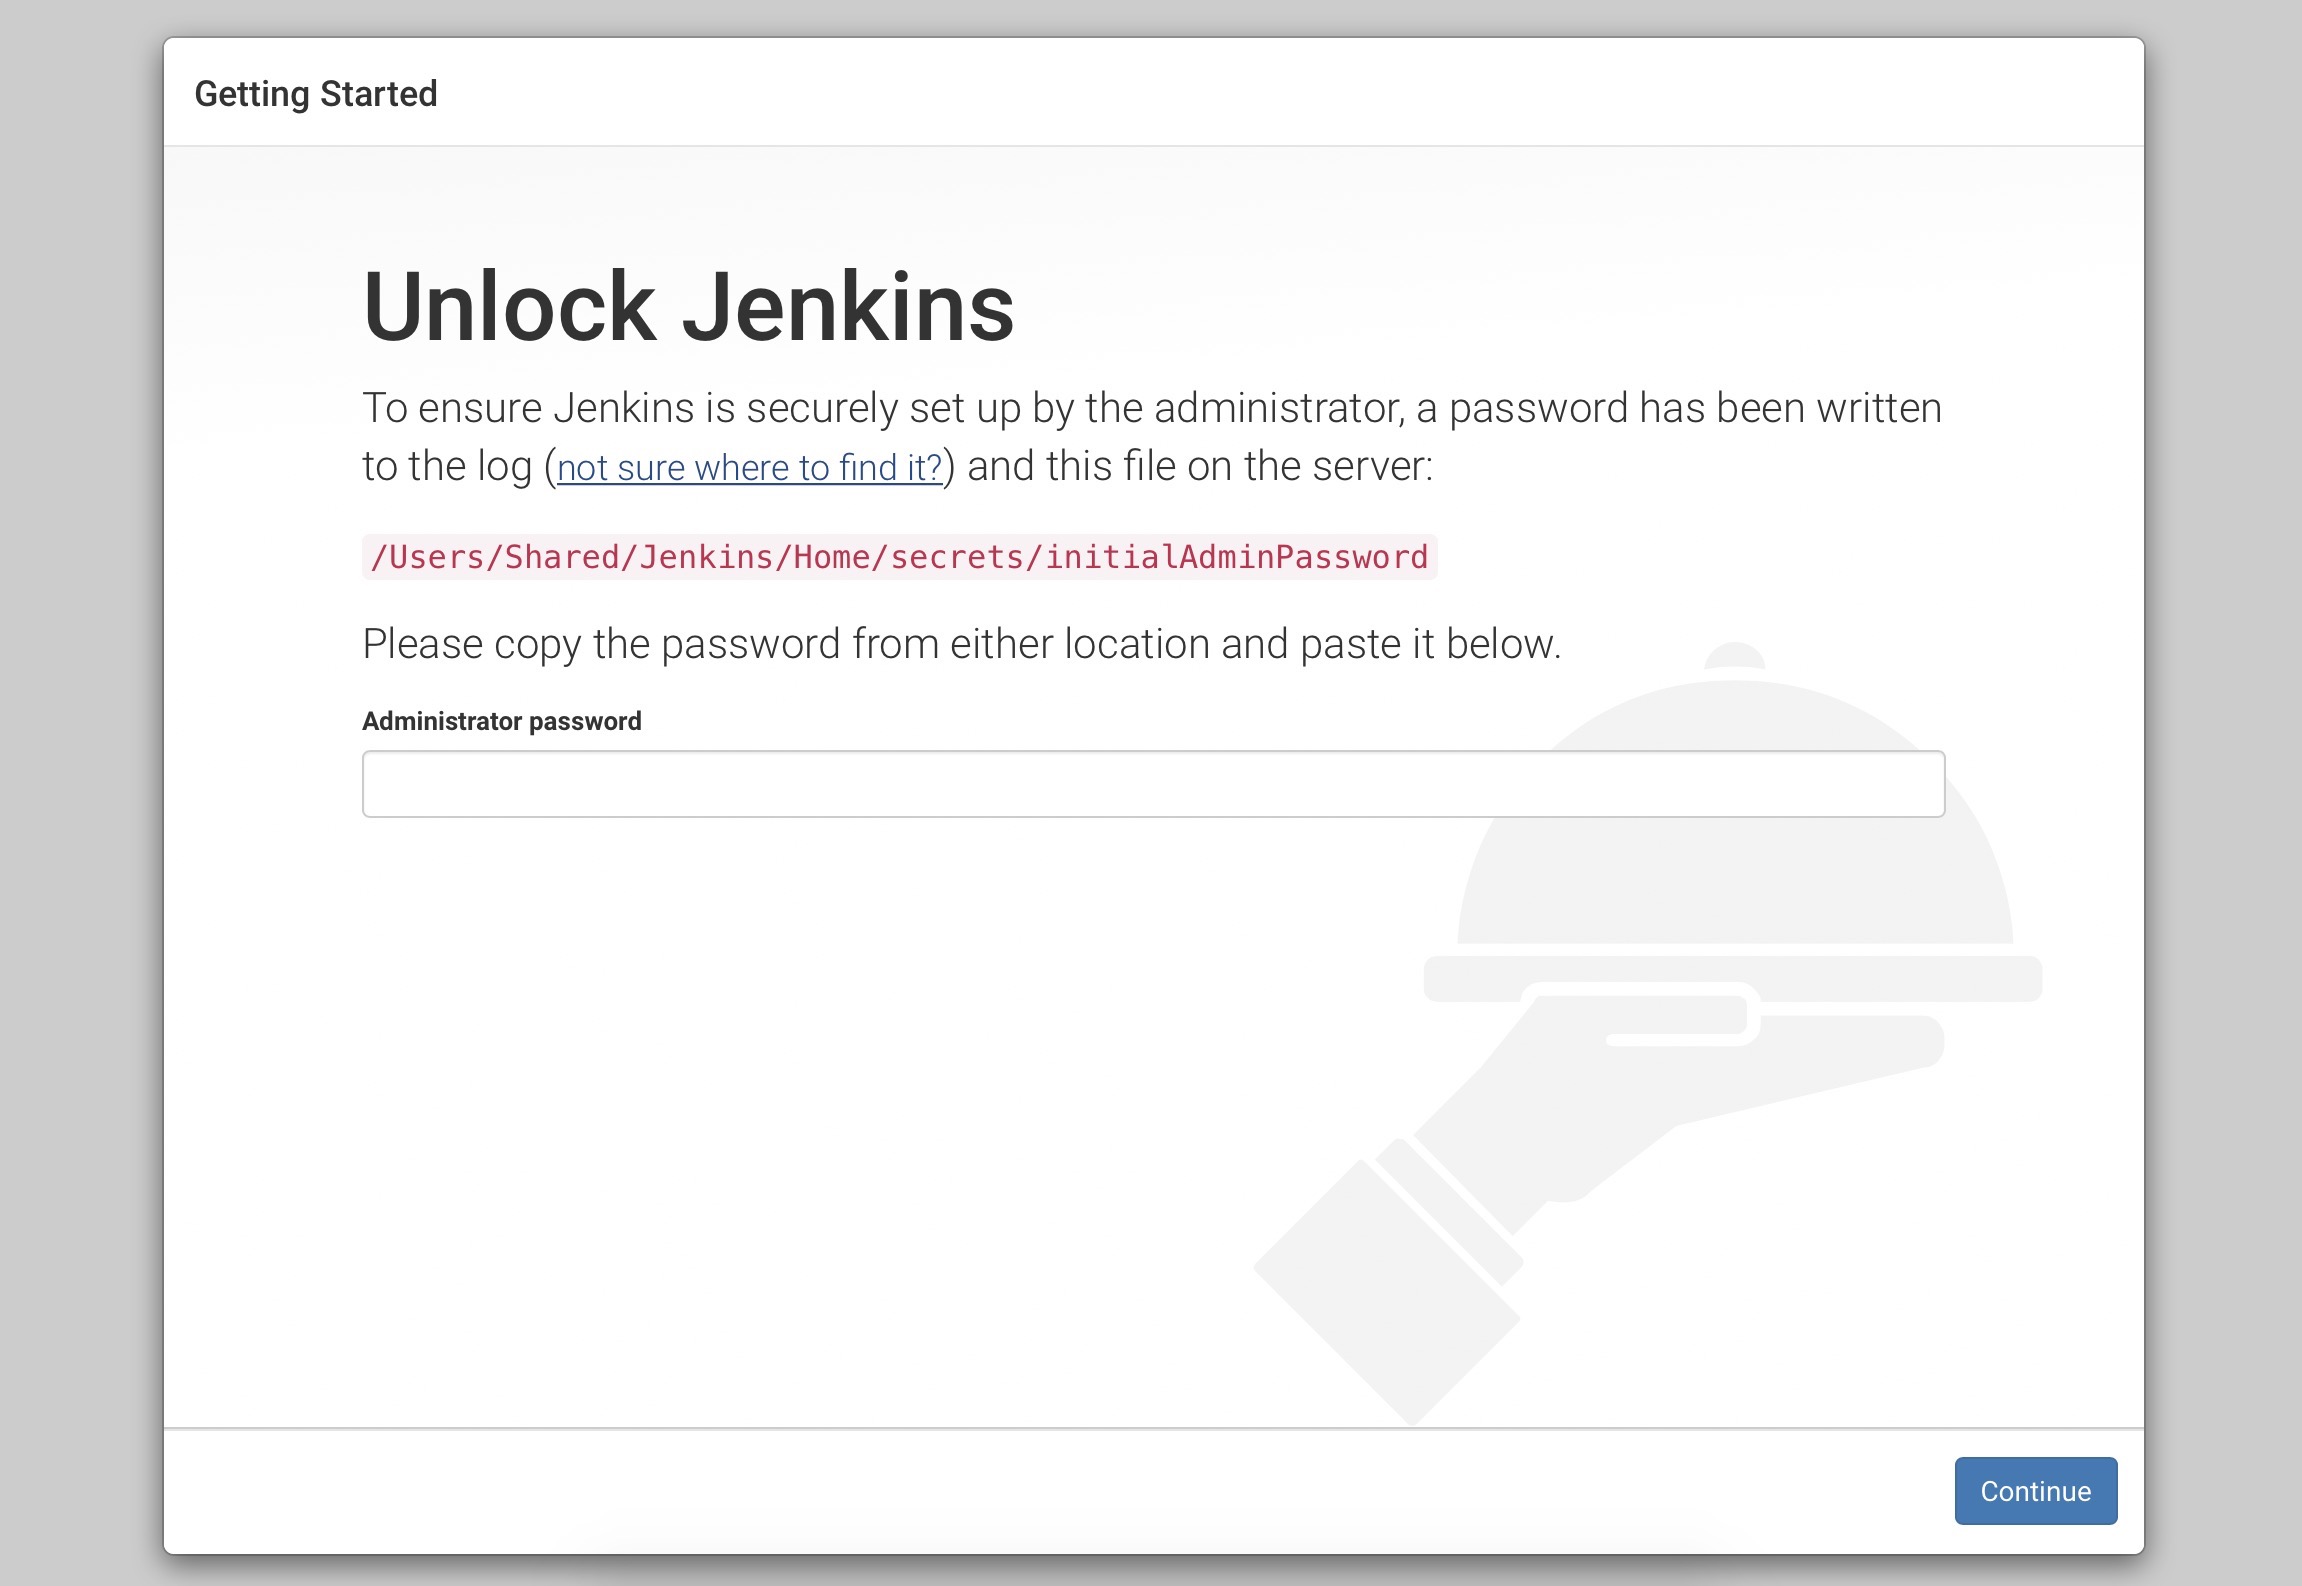 Getting Started
Unlock Jenkins
To ensure Jenkins is securely set up by the administrator, a password has been written
to the log (not sure where to find it?) and this file on the server:
/Users/Shared/Jenkins/Home/secrets/initialAdminPassword
Please copy the password from either location and paste it below.
Administrator password
Continue